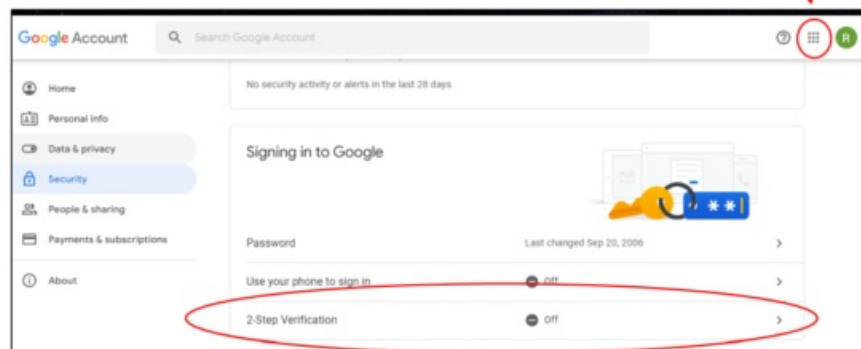 Google Account
Search Google Account
R
Home
Personal info
Data & privacy
Security
People & sharing
Payments & subscriptions
About
No security activity or alerts in the last 28 days
Signing in to Google
**
Password Last changed Sep 20, 2006
Use your phone to sign in Off
2-Step Verification Off